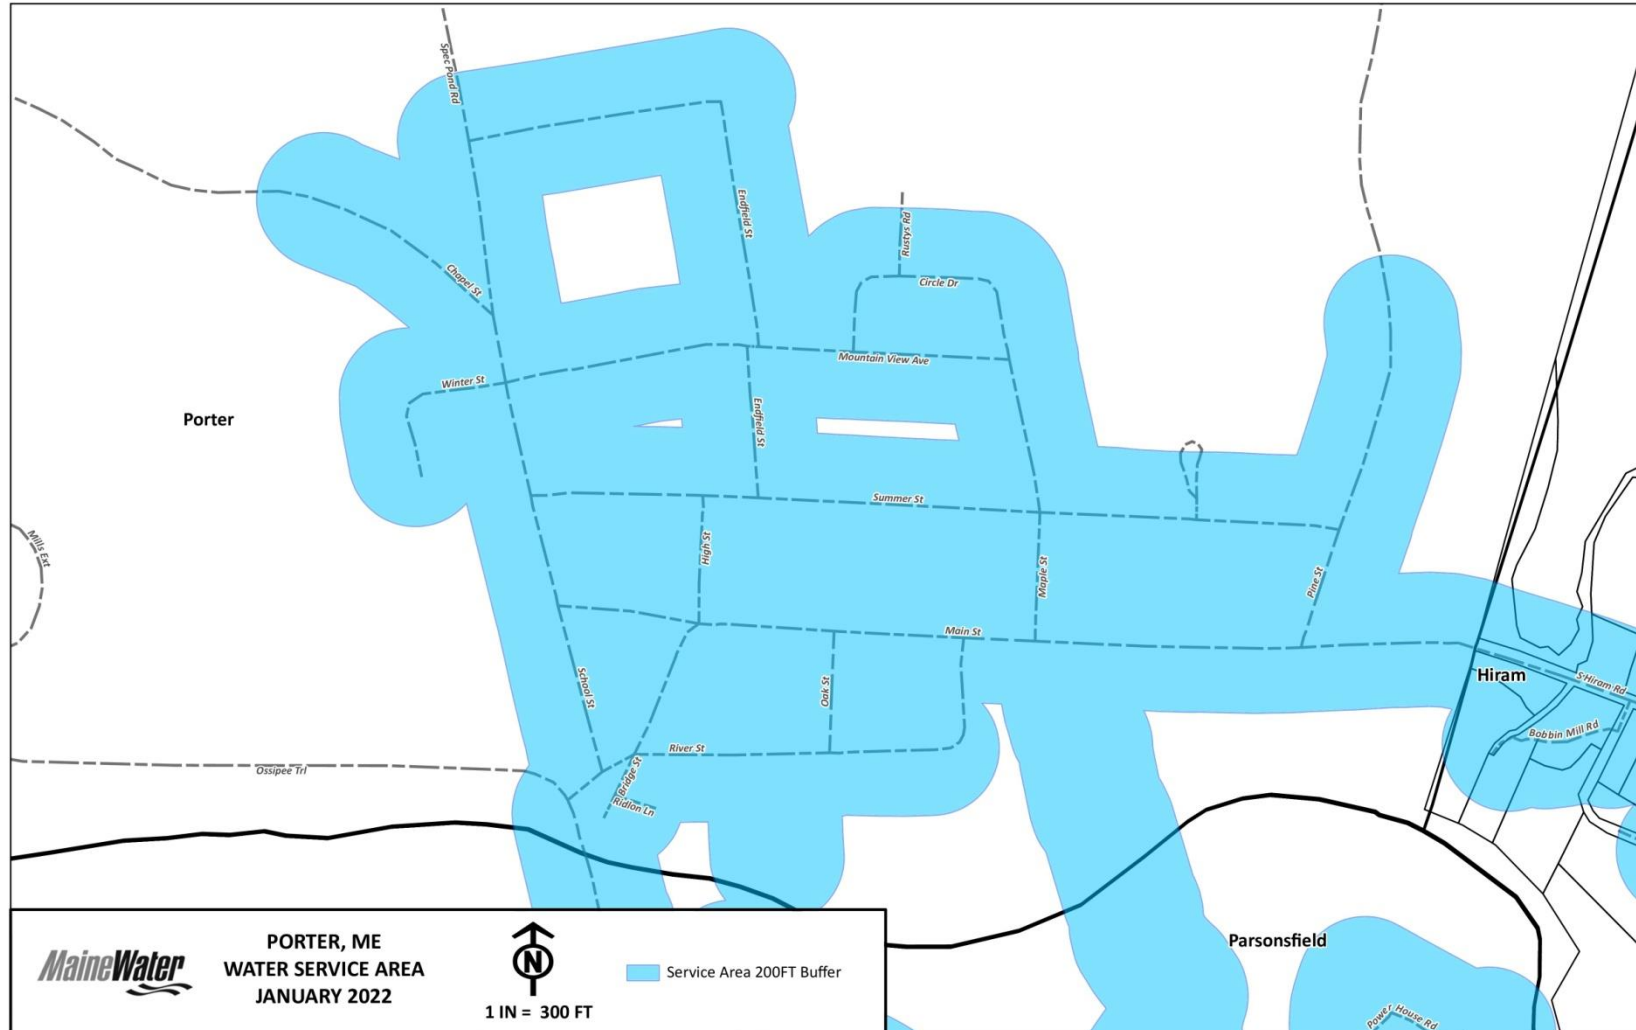 Spec Pond Rd
Endfield St
Rustys Rd
Circle Dr
Chapel St
Mountain View Ave
Winter St
Porter
Endfield St
Summer St
High St
Mills Ext
Maple St
Pine St
Main St
Hiram
S Hiram Rd
School St
Oak St
Bobbin Mill Rd
River St
Ossipee Trl
Bridge St
Ridlon Ln
Parsonsfield
Power House Rd
MaineWater
PORTER, ME
WATER SERVICE AREA
JANUARY 2022
N
1 IN = 300 FT
Service Area 200FT Buffer